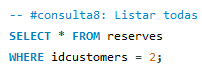 -- #consulta8: Listar todas
SELECT * FROM reserves
WHERE idcustomers = 2;